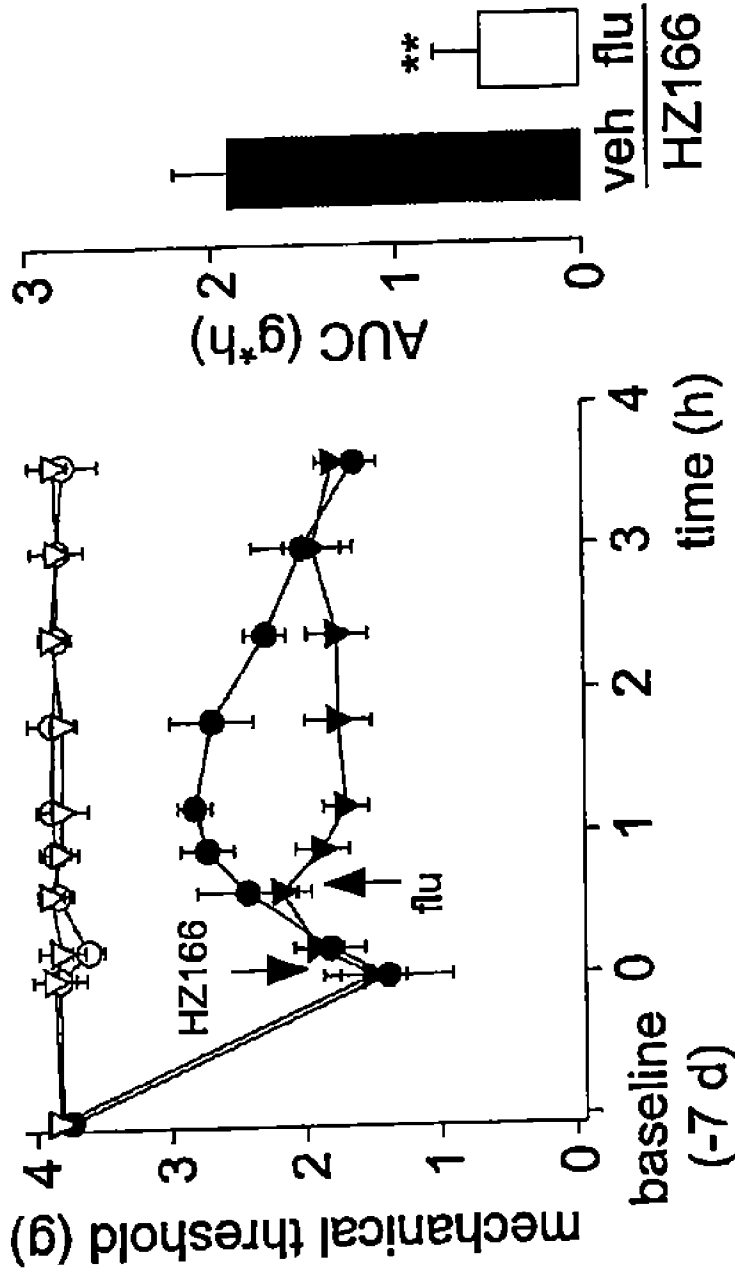 mechanical threshold (g)
4
3
2
1
0
HZ166
flu
baseline
(-7 d)
0
1
2
3
4
time (h)
AUC (g*h)
3
2
1
0
**
veh flu
HZ166